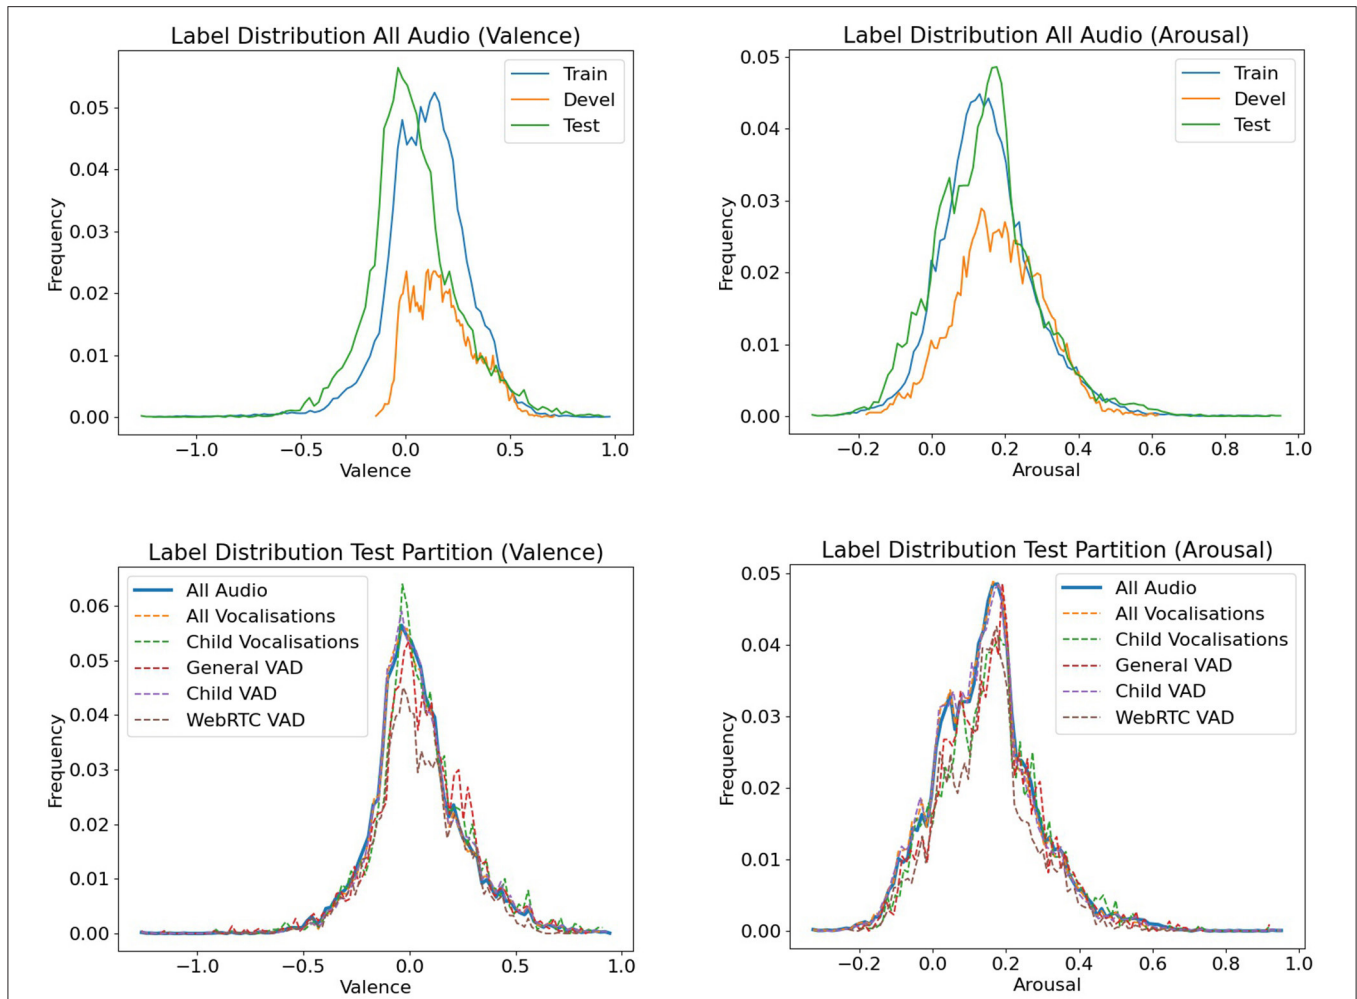 Label Distribution All Audio (Valence)
Frequency
0.05
0.04
0.03
0.02
0.01
0.00
Train
Devel
Test
−1.0 −0.5 0.0 0.5 1.0
Valence
Label Distribution All Audio (Arousal)
Frequency
0.05
0.04
0.03
0.02
0.01
0.00
Train
Devel
Test
−0.2 0.0 0.2 0.4 0.6 0.8 1.0
Arousal
Label Distribution Test Partition (Valence)
Frequency
0.06
0.05
0.04
0.03
0.02
0.01
0.00
All Audio
All Vocalisations
Child Vocalisations
General VAD
Child VAD
WebRTC VAD
−1.0 −0.5 0.0 0.5 1.0
Valence
Label Distribution Test Partition (Arousal)
Frequency
0.05
0.04
0.03
0.02
0.01
0.00
All Audio
All Vocalisations
Child Vocalisations
General VAD
Child VAD
WebRTC VAD
−0.2 0.0 0.2 0.4 0.6 0.8 1.0
Arousal